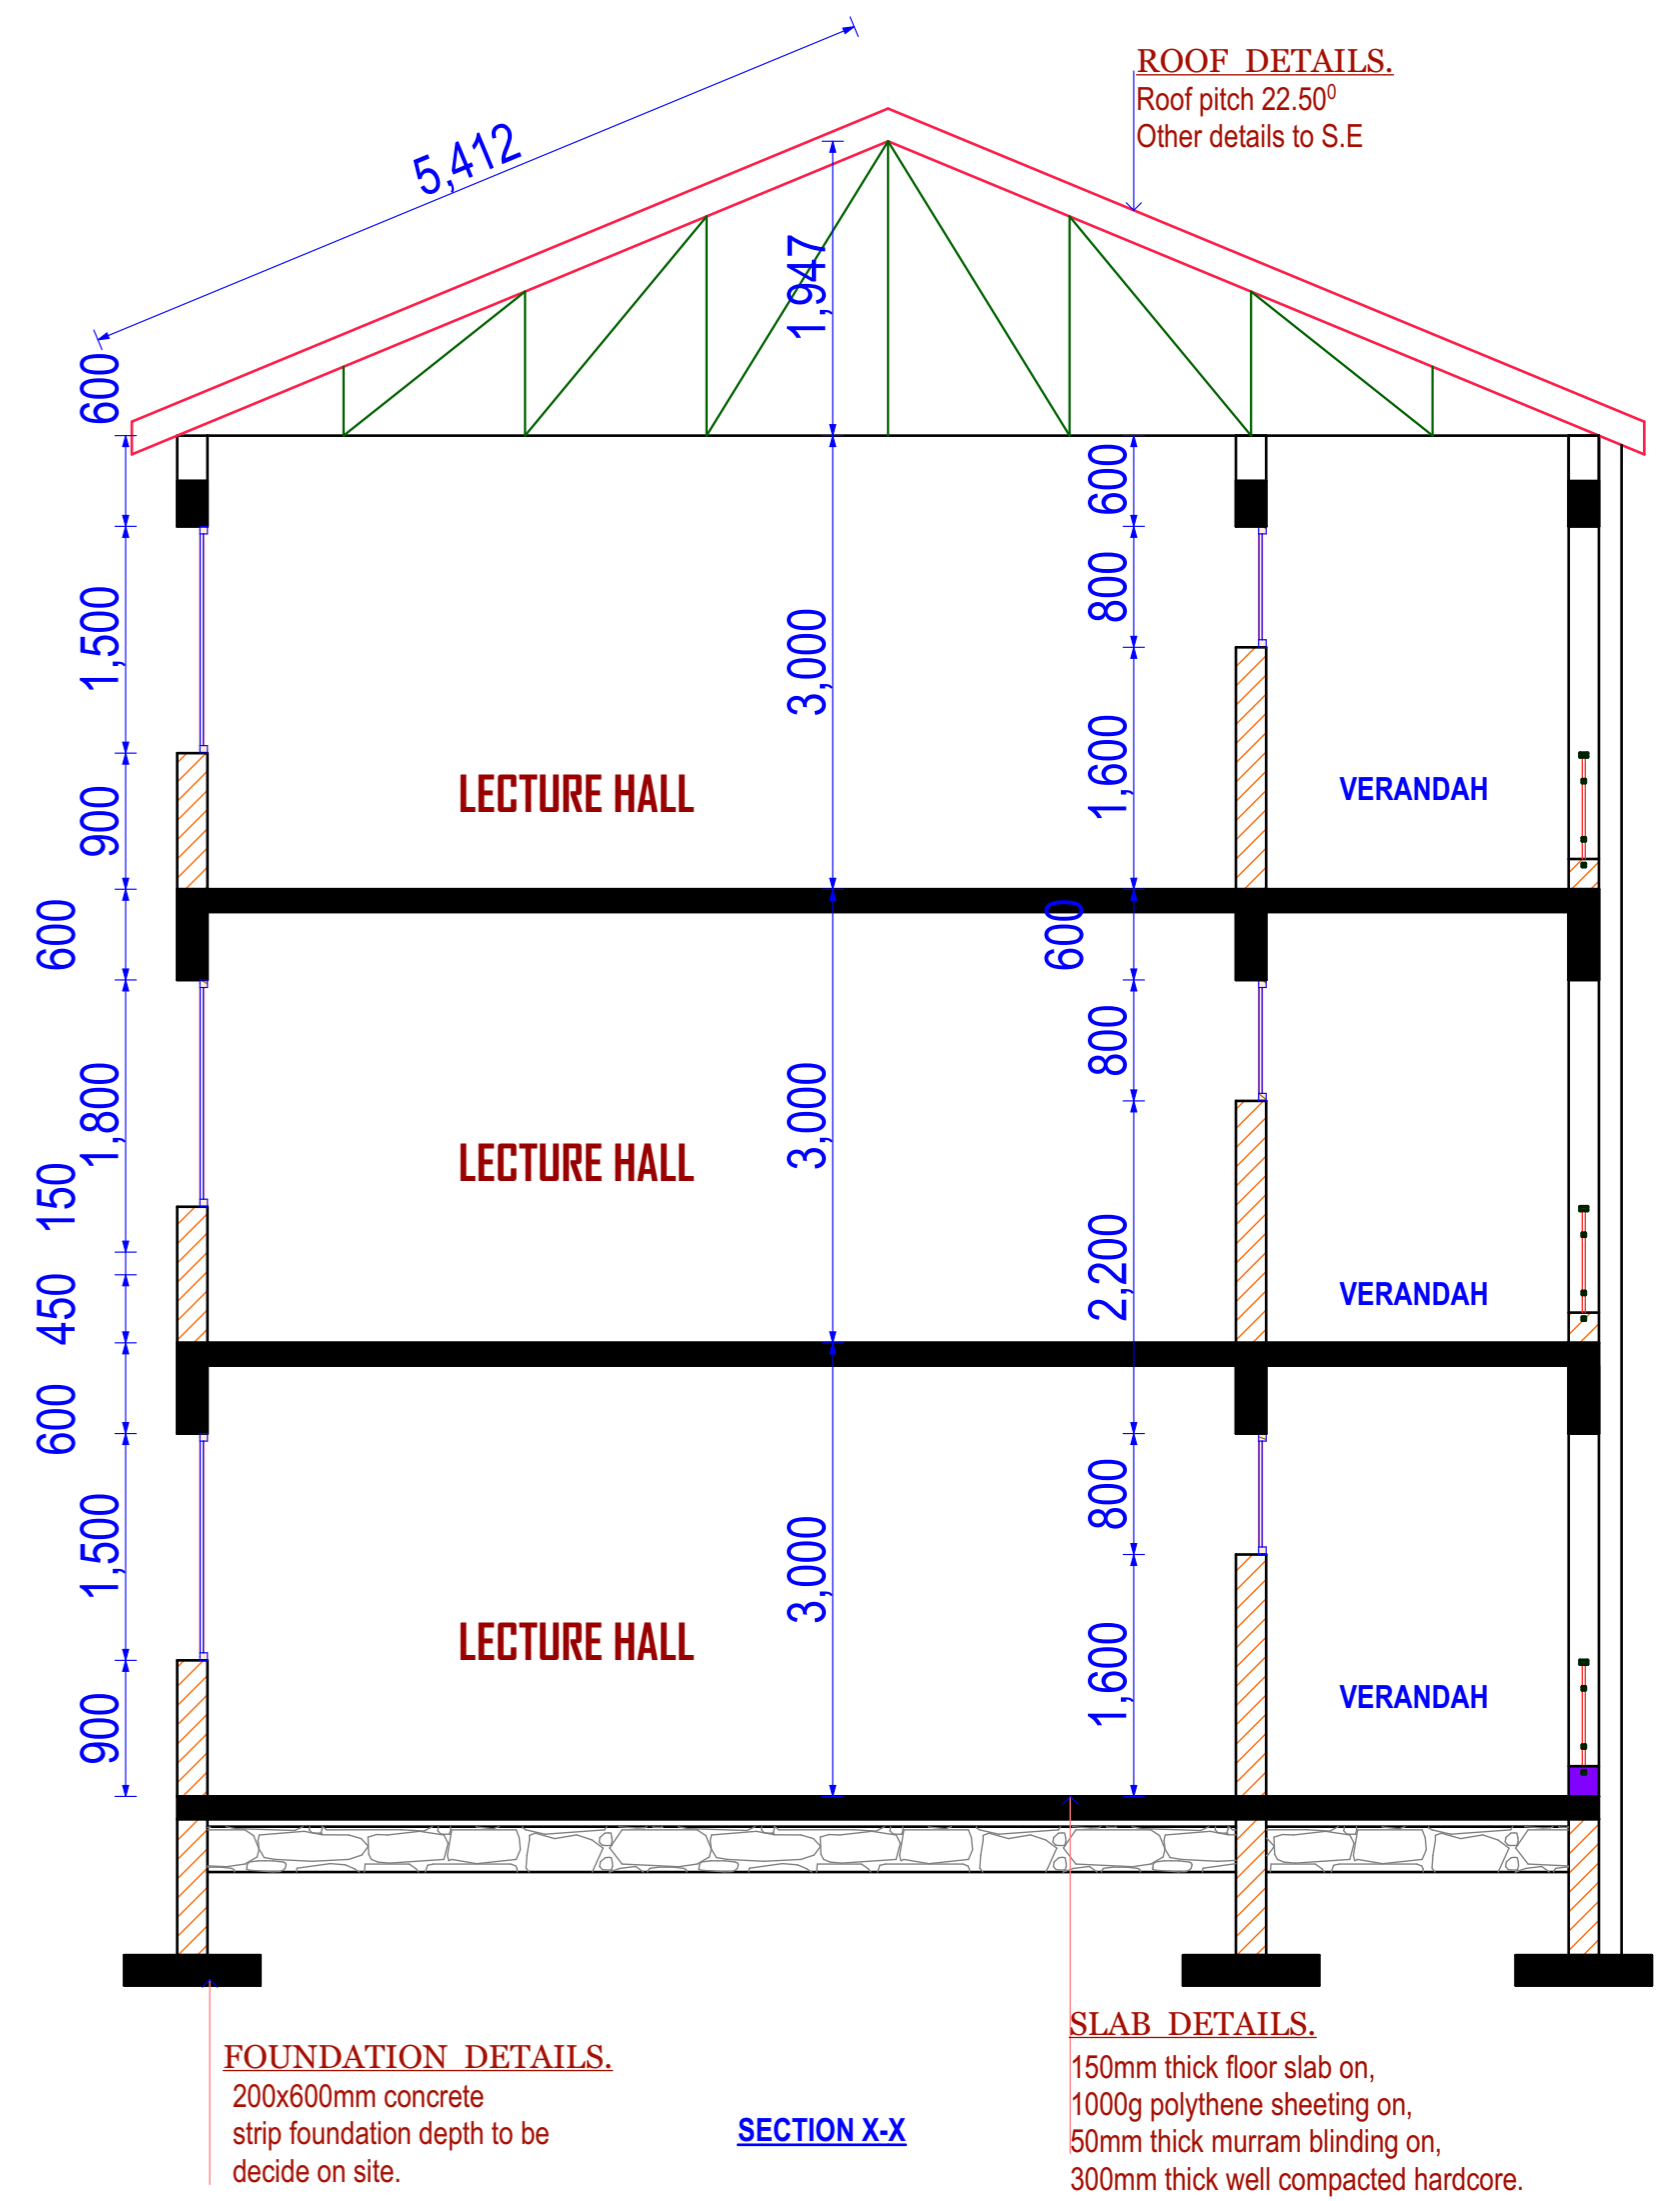 ROOF DETAILS.
Roof pitch 22.50⁰
Other details to S.E
5,412
1,947
600
600
800
1,500
3,000
1,600
900
LECTURE HALL
VERANDAH
600
600
800
1,800
3,000
150
2,200
450
LECTURE HALL
VERANDAH
600
800
1,500
3,000
1,600
900
LECTURE HALL
VERANDAH
FOUNDATION DETAILS.
200x600mm concrete
strip foundation depth to be
decide on site.
SECTION X-X
SLAB DETAILS.
150mm thick floor slab on,
1000g polythene sheeting on,
50mm thick murram blinding on,
300mm thick well compacted hardcore.